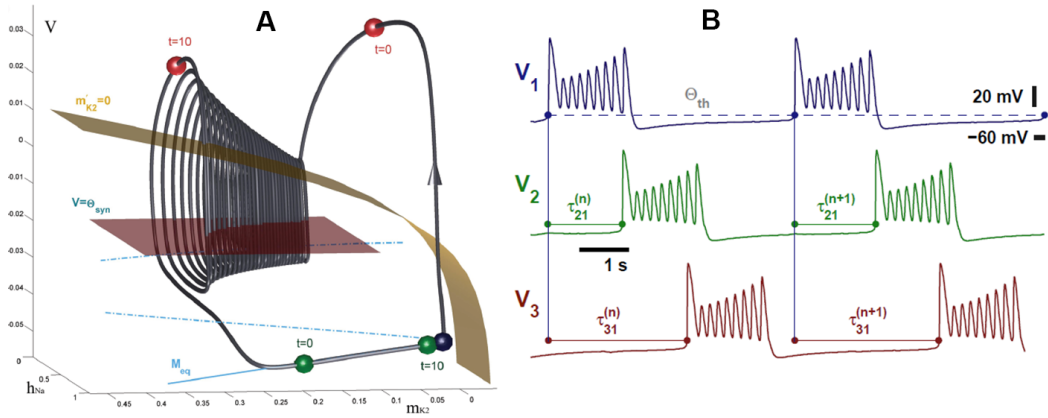 A
V
0.03
0.02
0.01
0
-0.01
-0.02
-0.03
-0.04
-0.05
0
0.5
1
hNa
0.45
0.4
0.35
0.3
0.25
0.2
0.15
0.1
0.05
0
mK2
t=10
t=0
m'K2=0
V=Θsyn
t=0
t=10
Meq
B
V1
Θth
20 mV
−60 mV
V2
τ21(n)
τ21(n+1)
1 s
V3
τ31(n)
τ31(n+1)